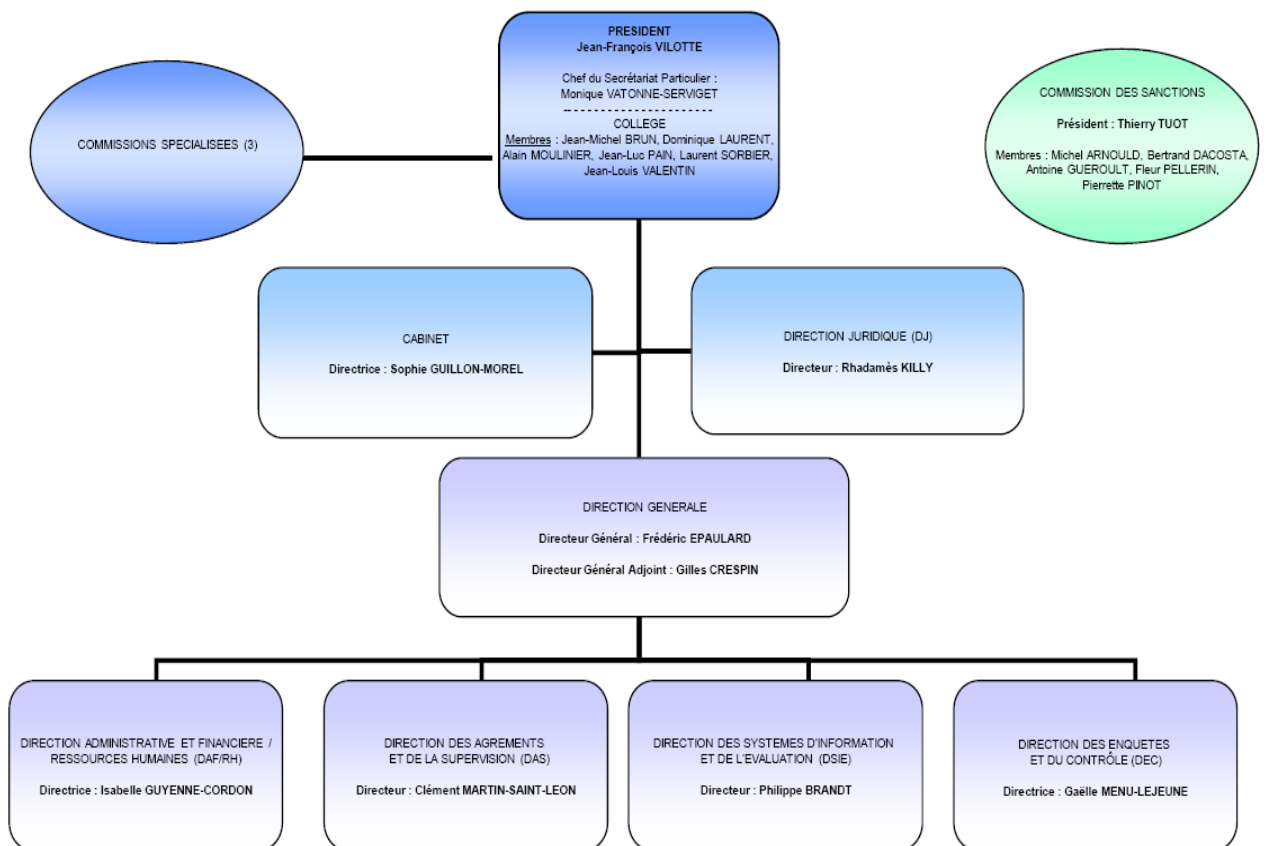 PRESIDENT
Jean-François VILOTTE
Chef du Secrétariat Particulier :
Monique VATONNE-SERVIGET
COLLEGE
Membres : Jean-Michel BRUN, Dominique LAURENT,
Alain MOULINIER, Jean-Luc PAIN, Laurent SORBIER,
Jean-Louis VALENTIN
COMMISSIONS SPECIALISEES (3)
COMMISSION DES SANCTIONS
Président : Thierry TUOT
Membres : Michel ARNOULD, Bertrand DACOSTA,
Antoine GUEROULT, Fleur PELLERIN,
Pierrette PINOT
CABINET
Directrice : Sophie GUILLON-MOREL
DIRECTION JURIDIQUE (DJ)
Directeur : Rhadamès KILLY
DIRECTION GENERALE
Directeur Général : Frédéric EPAULARD
Directeur Général Adjoint : Gilles CRESPIN
DIRECTION ADMINISTRATIVE ET FINANCIERE /
RESSOURCES HUMAINES (DAF/RH)
Directrice : Isabelle GUYENNE-CORDON
DIRECTION DES AGREMENTS
ET DE LA SUPERVISION (DAS)
Directeur : Clément MARTIN-SAINT-LEON
DIRECTION DES SYSTEMES D'INFORMATION
ET DE L'EVALUATION (DSIE)
Directeur : Philippe BRANDT
DIRECTION DES ENQUETES
ET DU CONTRÔLE (DEC)
Directrice : Gaëlle MENU-LEJEUNE